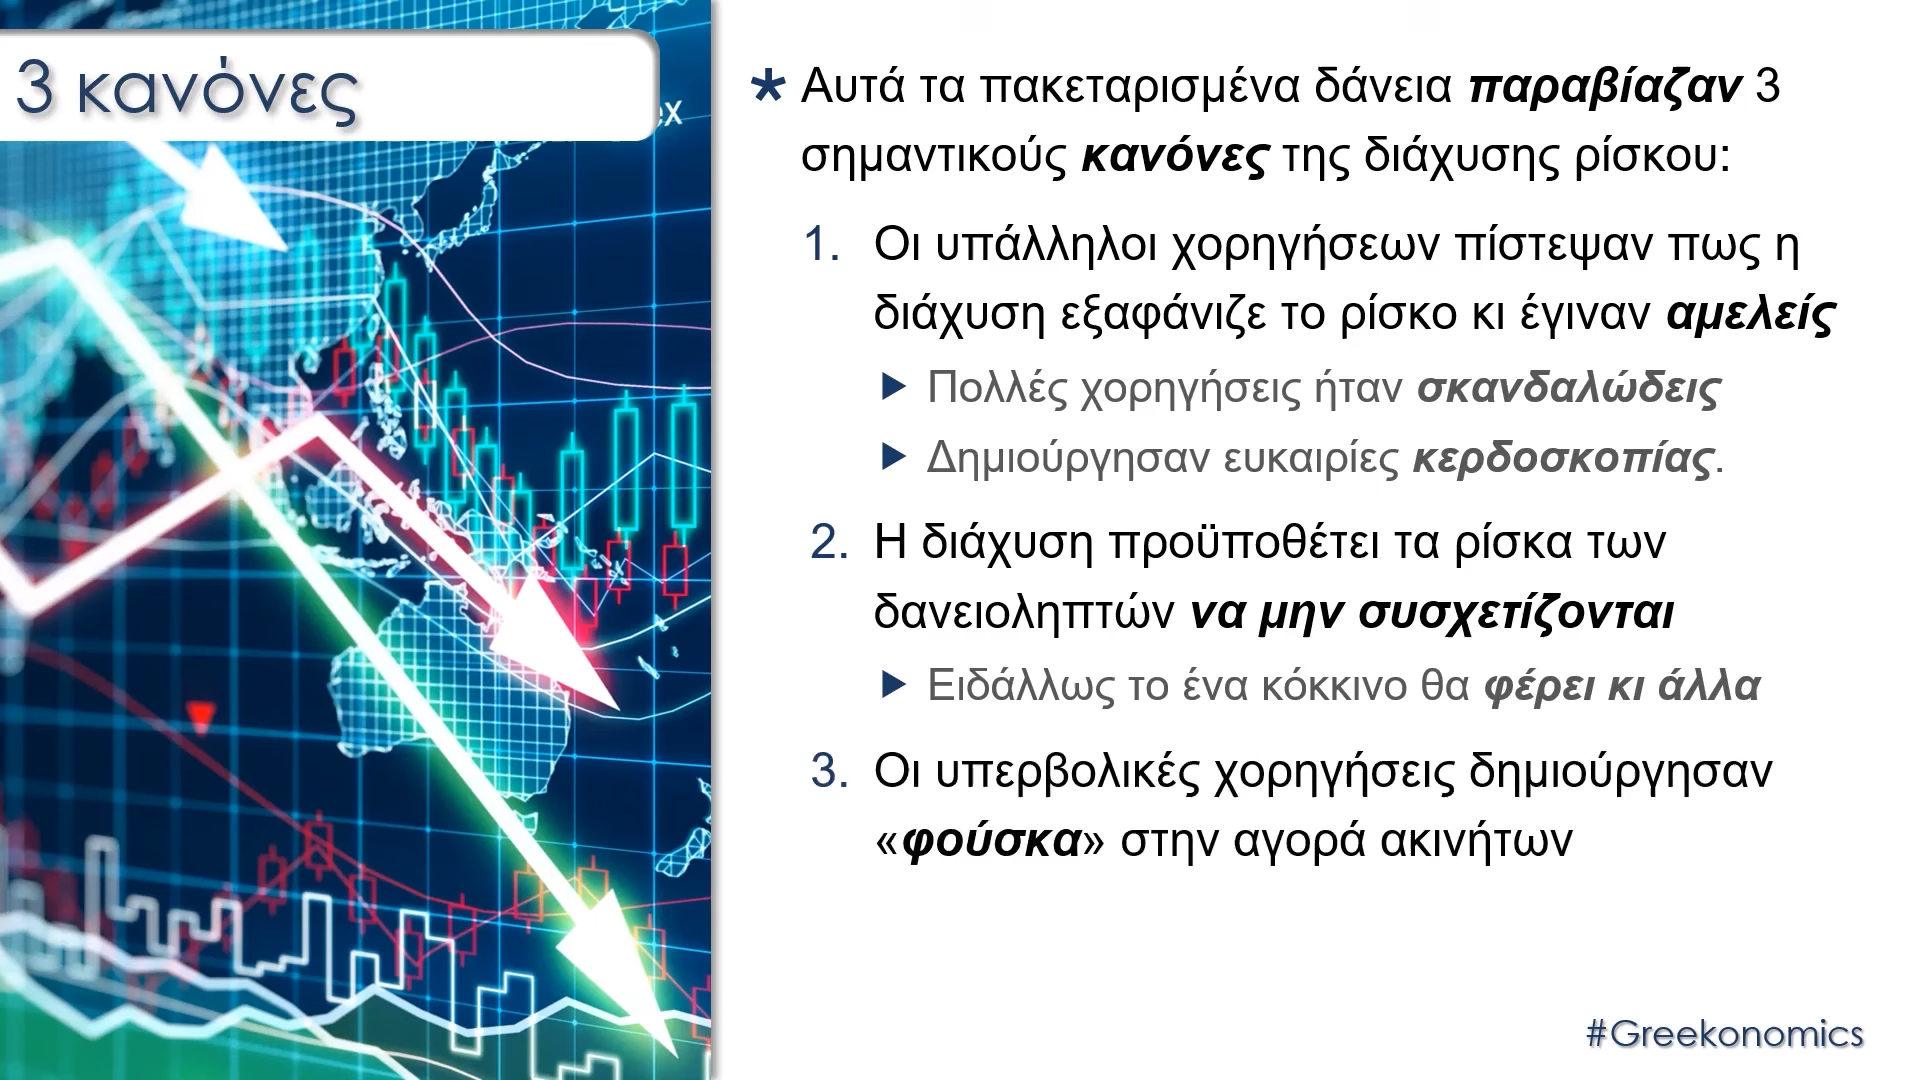 3 κανόνες
ex
* Αυτά τα πακεταρισμένα δάνεια παραβίαζαν 3
σημαντικούς κανόνες της διάχυσης ρίσκου:
1. Οι υπάλληλοι χορηγήσεων πίστεψαν πως η
διάχυση εξαφάνιζε το ρίσκο κι έγιναν αμελείς
Πολλές χορηγήσεις ήταν σκανδαλώδεις
Δημιούργησαν ευκαιρίες κερδοσκοπίας.
2. Η διάχυση προϋποθέτει τα ρίσκα των
δανειοληπτών να μην συσχετίζονται
Ειδάλλως το ένα κόκκινο θα φέρει κι άλλα
3. Οι υπερβολικές χορηγήσεις δημιούργησαν
«φούσκα» στην αγορά ακινήτων
#Greekonomics